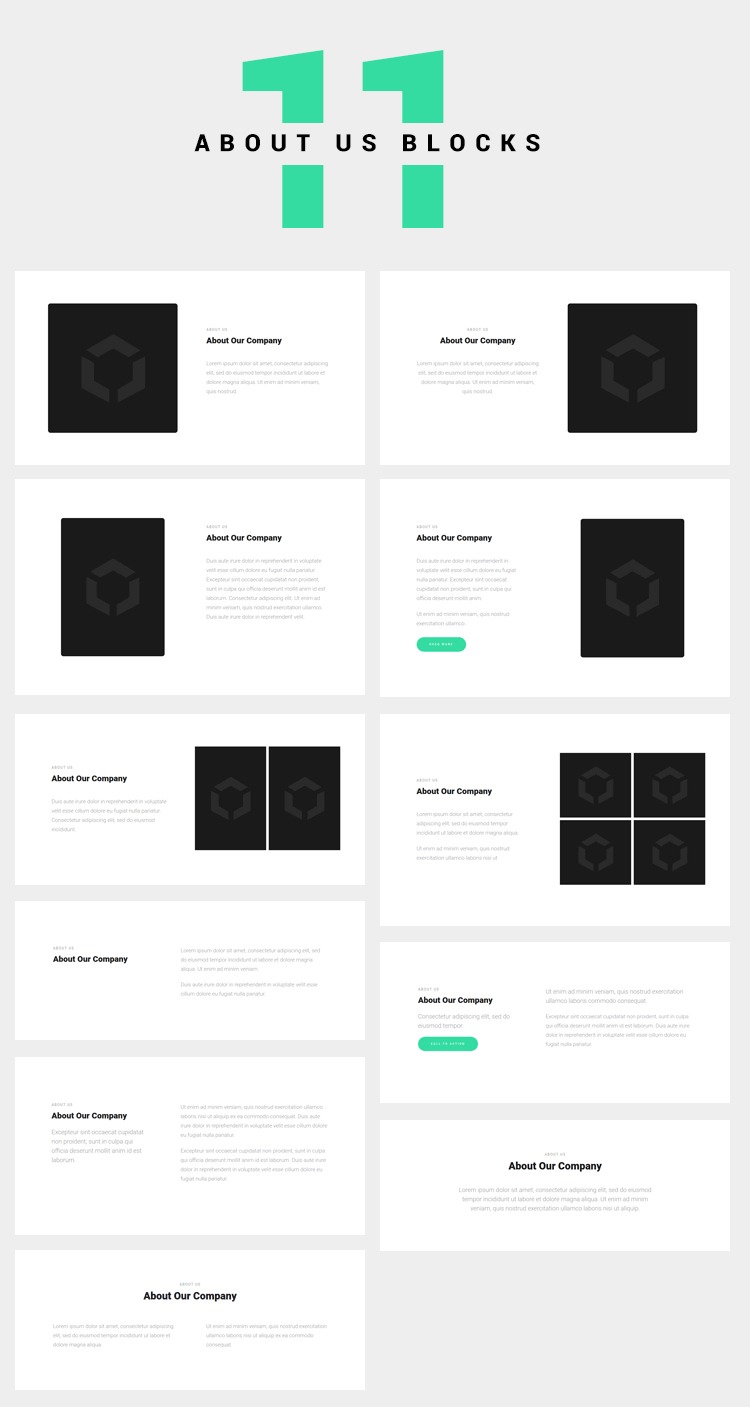 11
ABOUT US BLOCKS
ABOUT US
About Our Company
Lorem ipsum dolor sit amet, consectetur adipiscing
elit, sed do eiusmod tempor incididunt ut labore et
dolore magna aliqua. Ut enim ad minim veniam,
quis nostrud.
ABOUT US
About Our Company
Lorem ipsum dolor sit amet, consectetur adipiscing
elit, sed do eiusmod tempor incididunt ut labore et
dolore magna aliqua. Ut enim ad minim veniam,
quis nostrud.
ABOUT US
About Our Company
Duis aute irure dolor in reprehenderit in voluptate
velit esse cillum dolore eu fugiat nulla pariatur.
Excepteur sint occaecat cupidatat non proident,
sunt in culpa qui officia deserunt mollit anim id est
laborum. Consectetur adipiscing elit. Ut enim ad
minim veniam, quis nostrud exercitation ullamco.
Duis aute irure dolor in reprehenderit velit.
ABOUT US
About Our Company
Duis aute irure dolor in reprehenderit in
voluptate velit esse cillum dolore eu fugiat
nulla pariatur. Excepteur sint occaecat
cupidatat non proident, sunt in culpa qui
officia deserunt mollit anim.
Ut enim ad minim veniam, quis nostrud
exercitation ullamco.
READ MORE
ABOUT US
About Our Company
Duis aute irure dolor in reprehenderit in voluptate
velit esse cillum dolore eu fugiat nulla pariatur.
Consectetur adipiscing elit, sed do eiusmod
incididunt.
ABOUT US
About Our Company
Lorem ipsum dolor sit amet, consectetur
adipiscing elit, sed do eiusmod tempor
incididunt ut labore et dolore magna aliqua.
Ut enim ad minim veniam, quis nostrud
exercitation ullamco laboris nisi ut
ABOUT US
About Our Company
Lorem ipsum dolor sit amet, consectetur adipiscing elit, sed
do eiusmod tempor incididunt ut labore et dolore magna
aliqua. Ut enim ad minim veniam.
Duis aute irure dolor in reprehenderit in voluptate velit esse
cillum dolore eu fugiat nulla pariatur.
ABOUT US
About Our Company
Consectetur adipiscing elit, sed do
eiusmod tempor.
CALL TO ACTION
Ut enim ad minim veniam, quis nostrud exercitation
ullamco laboris commodo consequat.
Excepteur sint occaecat cupidatat non proident, sunt in culpa
qui officia deserunt mollit anim id est laborum. Duis aute irure
dolor in reprehenderit in voluptate velit esse cillum dolore eu
fugiat nulla pariatur.
ABOUT US
About Our Company
Excepteur sint occaecat cupidatat
non proident, sunt in culpa qui
officia deserunt mollit anim id est
laborum.
Ut enim ad minim veniam, quis nostrud exercitation ullamco
laboris nisi ut aliquip ex ea commodo consequat. Duis aute
irure dolor in reprehenderit in voluptate velit esse cillum dolore
eu fugiat nulla pariatur.
Excepteur sint occaecat cupidatat non proident, sunt in culpa
qui officia deserunt mollit anim id est laborum. Duis aute irure
dolor in reprehenderit in voluptate velit esse cillum dolore eu
fugiat nulla pariatur.
ABOUT US
About Our Company
Lorem ipsum dolor sit amet, consectetur adipiscing elit, sed do eiusmod
tempor incididunt ut labore et dolore magna aliqua. Ut enim ad minim
veniam, quis nostrud exercitation ullamco laboris nisi ut aliquip.
ABOUT US
About Our Company
Lorem ipsum dolor sit amet, consectetur adipiscing
elit, sed do eiusmod tempor incididunt ut labore et
dolore magna aliqua.
Ut enim ad minim veniam, quis nostrud exercitation
ullamco laboris nisi ut aliquip ex ea commodo
consequat.